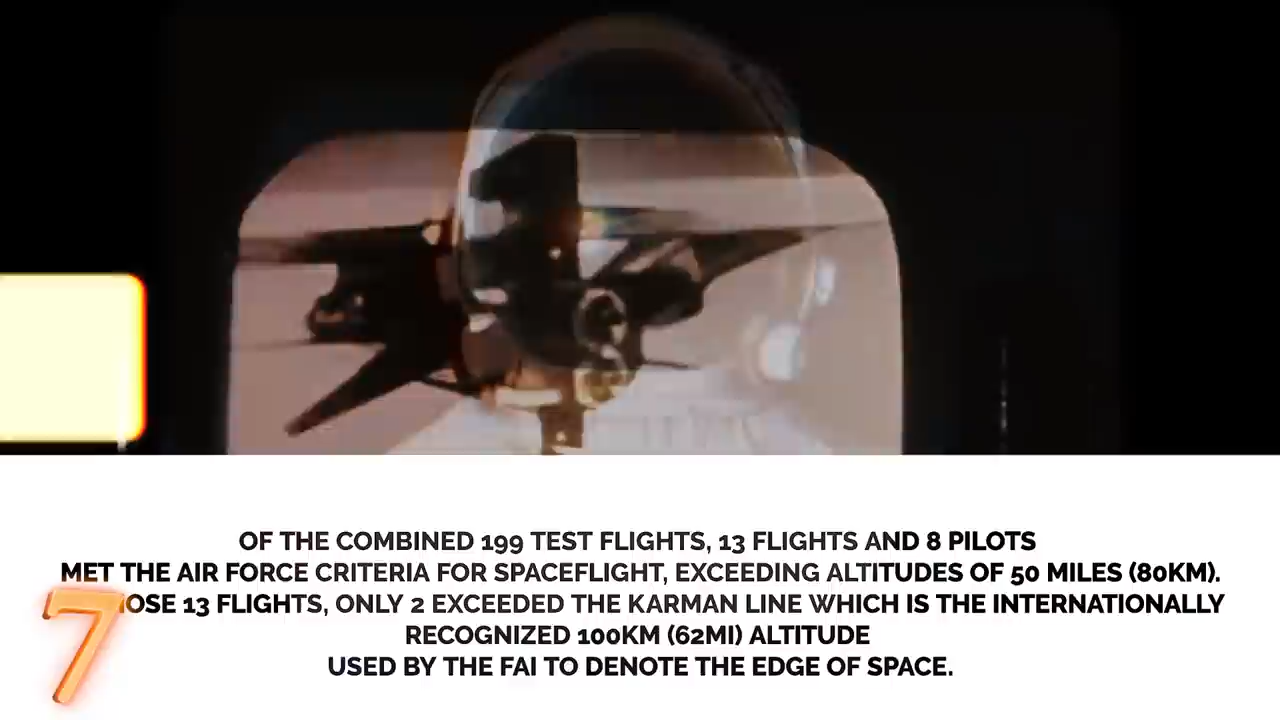 OF THE COMBINED 199 TEST FLIGHTS, 13 FLIGHTS AND 8 PILOTS
MET THE AIR FORCE CRITERIA FOR SPACEFLIGHT, EXCEEDING ALTITUDES OF 50 MILES (80KM).
13 FLIGHTS, ONLY 2 EXCEEDED THE KARMAN LINE WHICH IS THE INTERNATIONALLY
RECOGNIZED 100KM (62MI) ALTITUDE
USED BY THE FAI TO DENOTE THE EDGE OF SPACE.
7